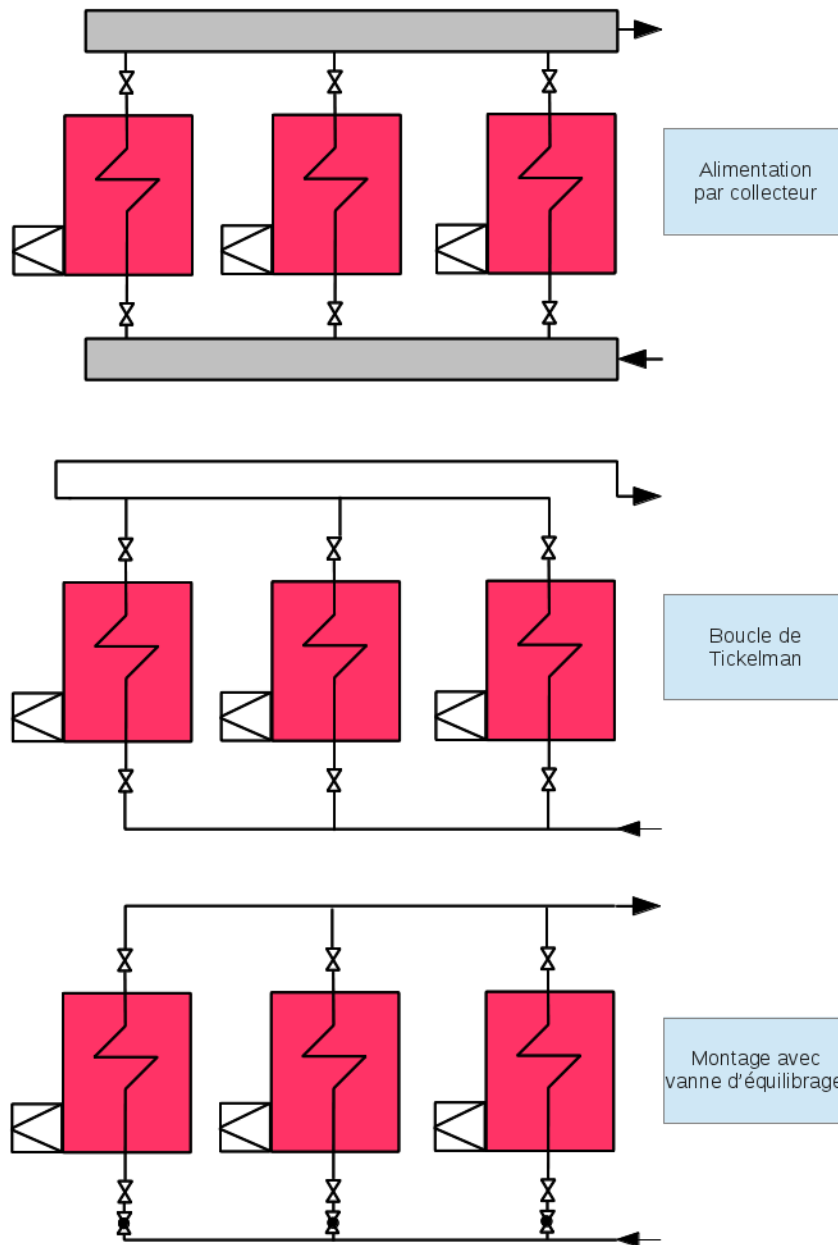 Alimentation
par collecteur
Boucle de
Tickelman
Montage avec
vanne d'équilibrage